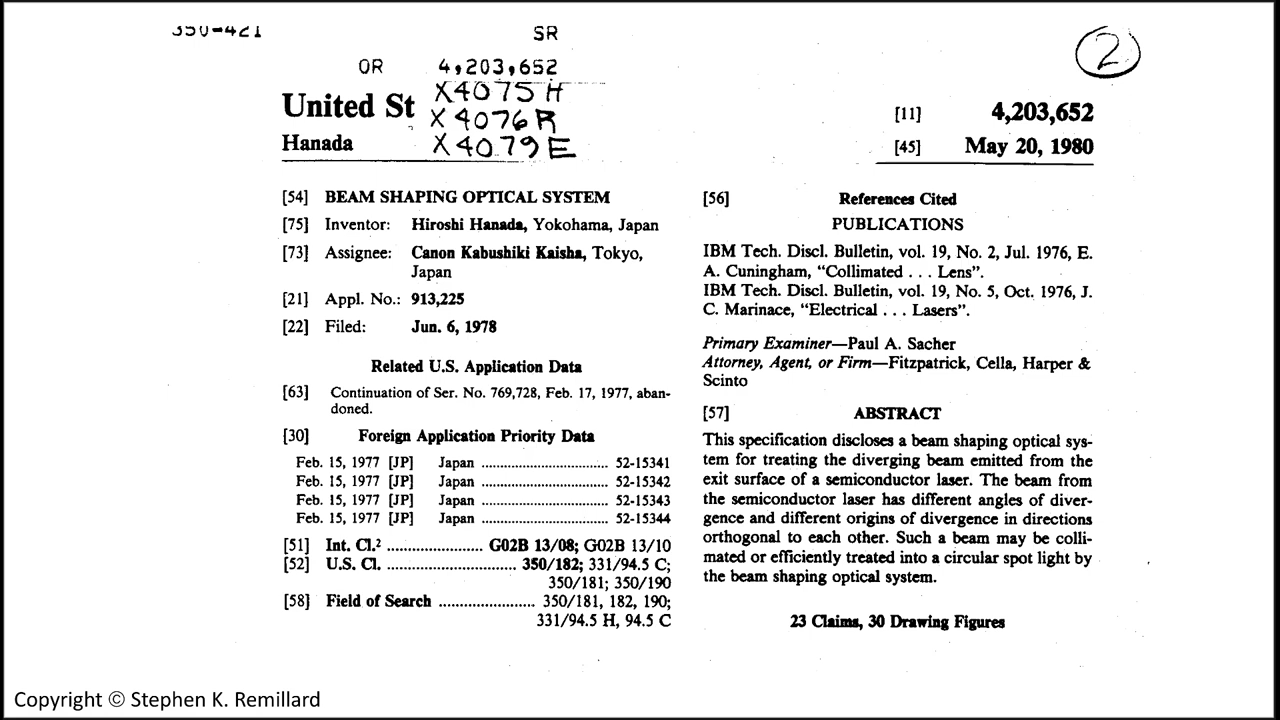 350-421
SR
OR 4,203,652
X4075H
United St
X4076R
Hanada
X4079E
2
[11] 4,203,652
[45] May 20, 1980
[54] BEAM SHAPING OPTICAL SYSTEM
[75] Inventor: Hiroshi Hanada, Yokohama, Japan
[73] Assignee: Canon Kabushiki Kaisha, Tokyo,
Japan
[21] Appl. No.: 913,225
[22] Filed: Jun. 6, 1978
Related U.S. Application Data
[63] Continuation of Ser. No. 769,728, Feb. 17, 1977, aban-
doned.
[30] Foreign Application Priority Data
Feb. 15, 1977 [JP] Japan .............................. 52-15341
Feb. 15, 1977 [JP] Japan .............................. 52-15342
Feb. 15, 1977 [JP] Japan .............................. 52-15343
Feb. 15, 1977 [JP] Japan .............................. 52-15344
[51] Int. Cl.² ....................... G02B 13/08; G02B 13/10
[52] U.S. Cl. ............................... 350/182; 331/94.5 C;
350/181; 350/190
[58] Field of Search ....................... 350/181, 182, 190;
331/94.5 H, 94.5 C
[56] References Cited
PUBLICATIONS
IBM Tech. Discl. Bulletin, vol. 19, No. 2, Jul. 1976, E.
A. Cuningham, “Collimated . . . Lens”.
IBM Tech. Discl. Bulletin, vol. 19, No. 5, Oct. 1976, J.
C. Marinace, “Electrical . . . Lasers”.
Primary Examiner—Paul A. Sacher
Attorney, Agent, or Firm—Fitzpatrick, Cella, Harper &
Scinto
[57] ABSTRACT
This specification discloses a beam shaping optical sys-
tem for treating the diverging beam emitted from the
exit surface of a semiconductor laser. The beam from
the semiconductor laser has different angles of diver-
gence and different origins of divergence in directions
orthogonal to each other. Such a beam may be colli-
mated or efficiently treated into a circular spot light by
the beam shaping optical system.
23 Claims, 30 Drawing Figures
Copyright © Stephen K. Remillard